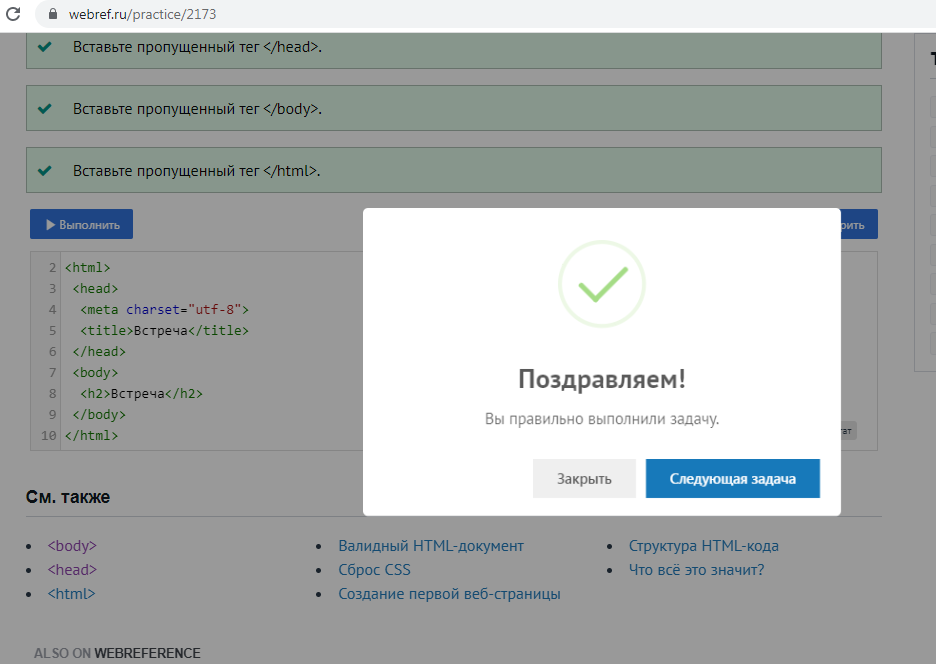 webref.ru/practice/2173
Вставьте пропущенный тег </head>.
Вставьте пропущенный тег </body>.
Вставьте пропущенный тег </html>.
Выполнить
2 <html>
3 <head>
4 <meta charset="utf-8">
5 <title>Встреча</title>
6 </head>
7 <body>
8 <h2>Встреча</h2>
9 </body>
10 </html>
Поздравляем!
Вы правильно выполнили задачу.
Закрыть
Следующая задача
См. также
<body>
<head>
<html>
Валидный HTML-документ
Сброс CSS
Создание первой веб-страницы
Структура HTML-кода
Что всё это значит?
ALSO ON WEBREFERENCE